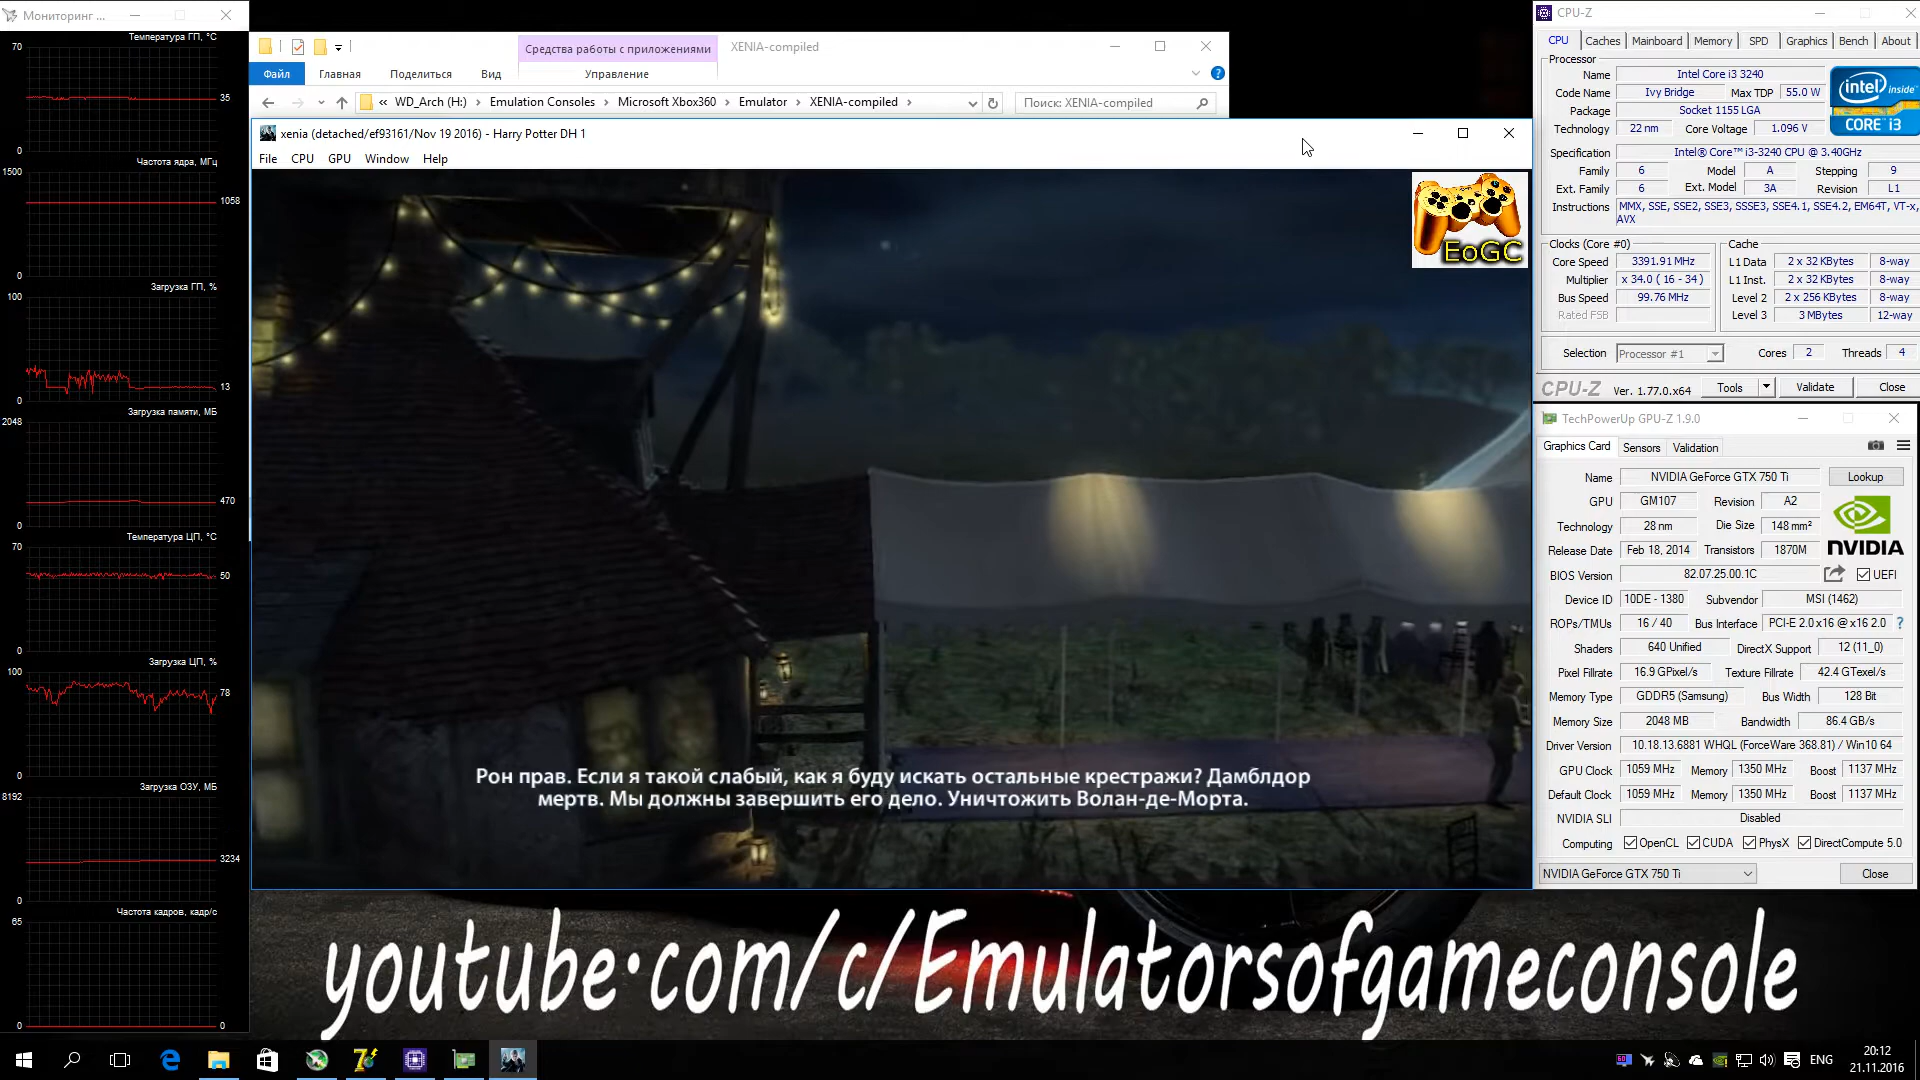 Мониторинг ...
Температура ГП, °C
70
35
0
Частота ядра, МГц
1500
1058
0
Загрузка ГП, %
100
13
0
Загрузка памяти, МБ
2048
470
0
Температура ЦП, °C
70
50
0
Загрузка ЦП, %
100
78
0
Загрузка ОЗУ, МБ
8192
3234
0
Частота кадров, кадр/с
65
0
0
Средства работы с приложениями
XENIA-compiled
Файл
Главная
Поделиться
Вид
Управление
« WD_Arch (H:) › Emulation Consoles › Microsoft Xbox360 › Emulator › XENIA-compiled ›
Поиск: XENIA-compiled
xenia (detached/ef93161/Nov 19 2016) - Harry Potter DH 1
File CPU GPU Window Help
EoGC
Рон прав. Если я такой слабый, как я буду искать остальные крестражи? Дамблдор
мертв. Мы должны завершить его дело. Уничтожить Волан-де-Морта.
youtube.com/c/Emulatorsofgameconsole
CPU-Z
CPU Caches Mainboard Memory SPD Graphics Bench About
Processor
Name Intel Core i3 3240
Code Name Ivy Bridge Max TDP 55.0 W
Package Socket 1155 LGA
Technology 22 nm Core Voltage 1.096 V
intel inside™
CORE i3
Specification Intel® Core™ i3-3240 CPU @ 3.40GHz
Family 6 Model A Stepping 9
Ext. Family 6 Ext. Model 3A Revision L1
Instructions MMX, SSE, SSE2, SSE3, SSSE3, SSE4.1, SSE4.2, EM64T, VT-x,
AVX
Clocks (Core #0)
Core Speed 3391.91 MHz
Multiplier x 34.0 ( 16 - 34 )
Bus Speed 99.76 MHz
Rated FSB
Cache
L1 Data 2 x 32 KBytes 8-way
L1 Inst. 2 x 32 KBytes 8-way
Level 2 2 x 256 KBytes 8-way
Level 3 3 MBytes 12-way
Selection Processor #1 Cores 2 Threads 4
CPU-Z Ver. 1.77.0.x64 Tools Validate Close
TechPowerUp GPU-Z 1.9.0
Graphics Card Sensors Validation
Name NVIDIA GeForce GTX 750 Ti Lookup
GPU GM107 Revision A2
Technology 28 nm Die Size 148 mm²
Release Date Feb 18, 2014 Transistors 1870M
NVIDIA
BIOS Version 82.07.25.00.1C UEFI
Device ID 10DE - 1380 Subvendor MSI (1462)
ROPs/TMUs 16 / 40 Bus Interface PCI-E 2.0 x16 @ x16 2.0 ?
Shaders 640 Unified DirectX Support 12 (11_0)
Pixel Fillrate 16.9 GPixel/s Texture Fillrate 42.4 GTexel/s
Memory Type GDDR5 (Samsung) Bus Width 128 Bit
Memory Size 2048 MB Bandwidth 86.4 GB/s
Driver Version 10.18.13.6881 WHQL (ForceWare 368.81) / Win10 64
GPU Clock 1059 MHz Memory 1350 MHz Boost 1137 MHz
Default Clock 1059 MHz Memory 1350 MHz Boost 1137 MHz
NVIDIA SLI Disabled
Computing OpenCL CUDA PhysX DirectCompute 5.0
NVIDIA GeForce GTX 750 Ti Close
ENG
20:12
21.11.2016